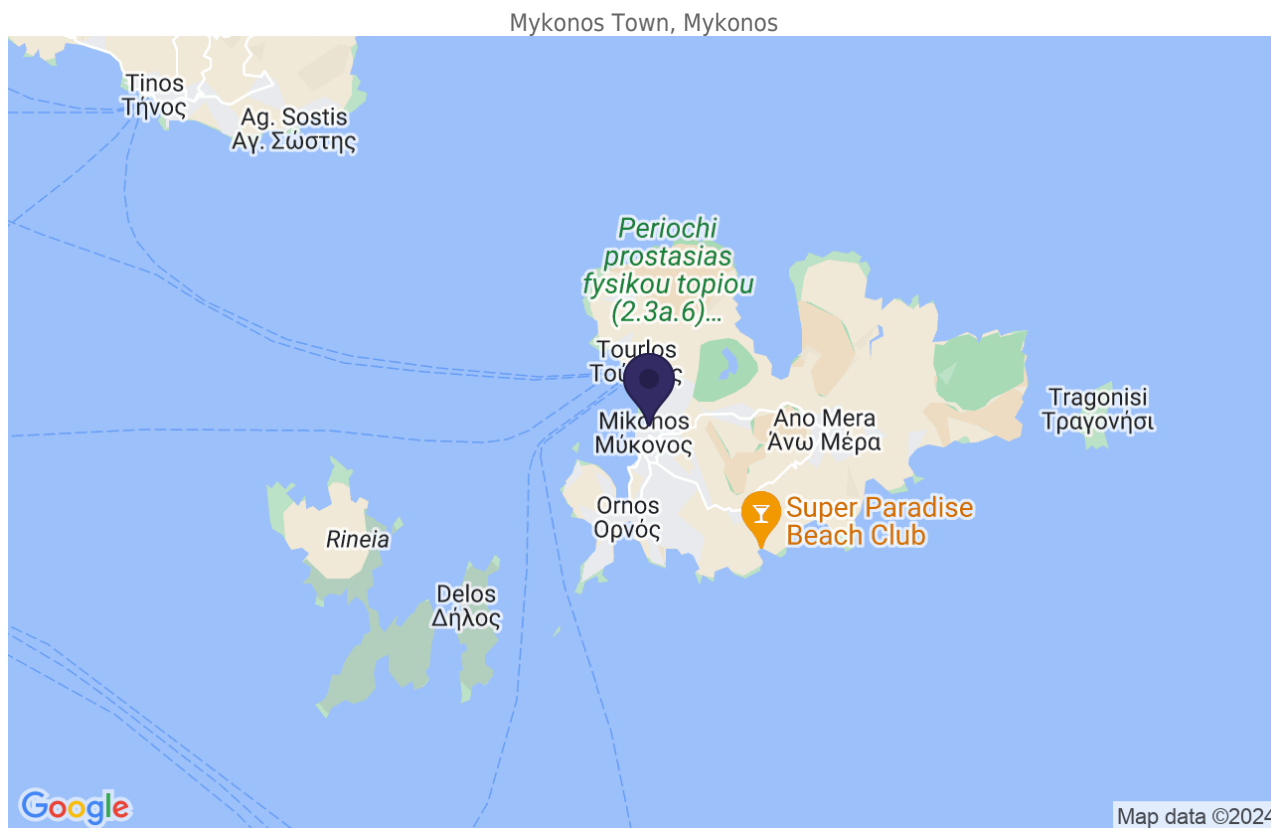 Mykonos Town, Mykonos
Tinos
Τήνος
Ag. Sostis
Αγ. Σώστης
Periochi
prostasias
fysikou topiou
(2.3a.6)...
Tourlos
Mikonos
Μύκονος
Ano Mera
Άνω Μέρα
Tragonisi
Τραγονήσι
Ornos
Ορνός
Super Paradise
Beach Club
Rineia
Delos
Δήλος
Google
Map data ©2024